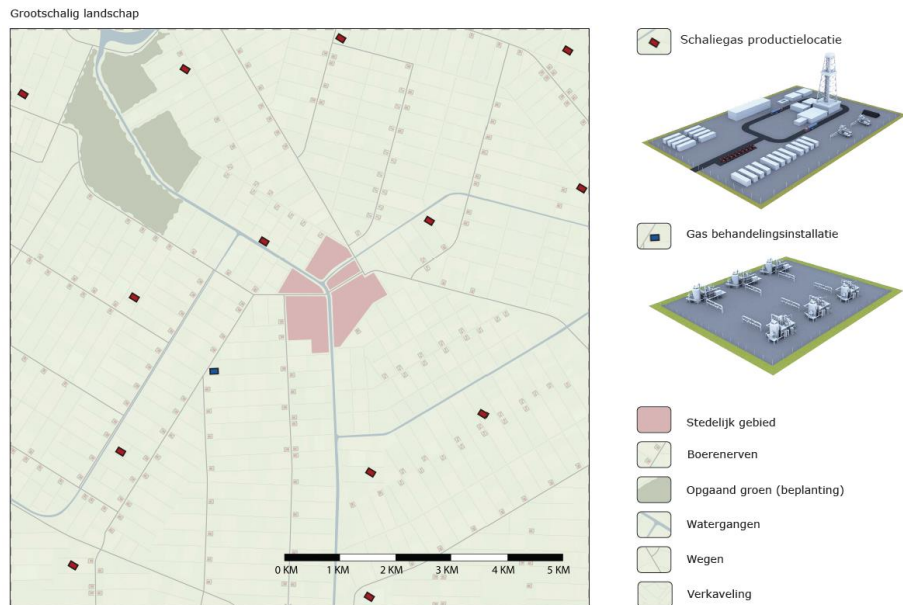 Grootschalig landschap
Schaliegas productielocatie
Gas behandelingsinstallatie
Stedelijk gebied
Boerenerven
Opgaand groen (beplanting)
Watergangen
Wegen
Verkaveling
0 KM 1 KM 2 KM 3 KM 4 KM 5 KM